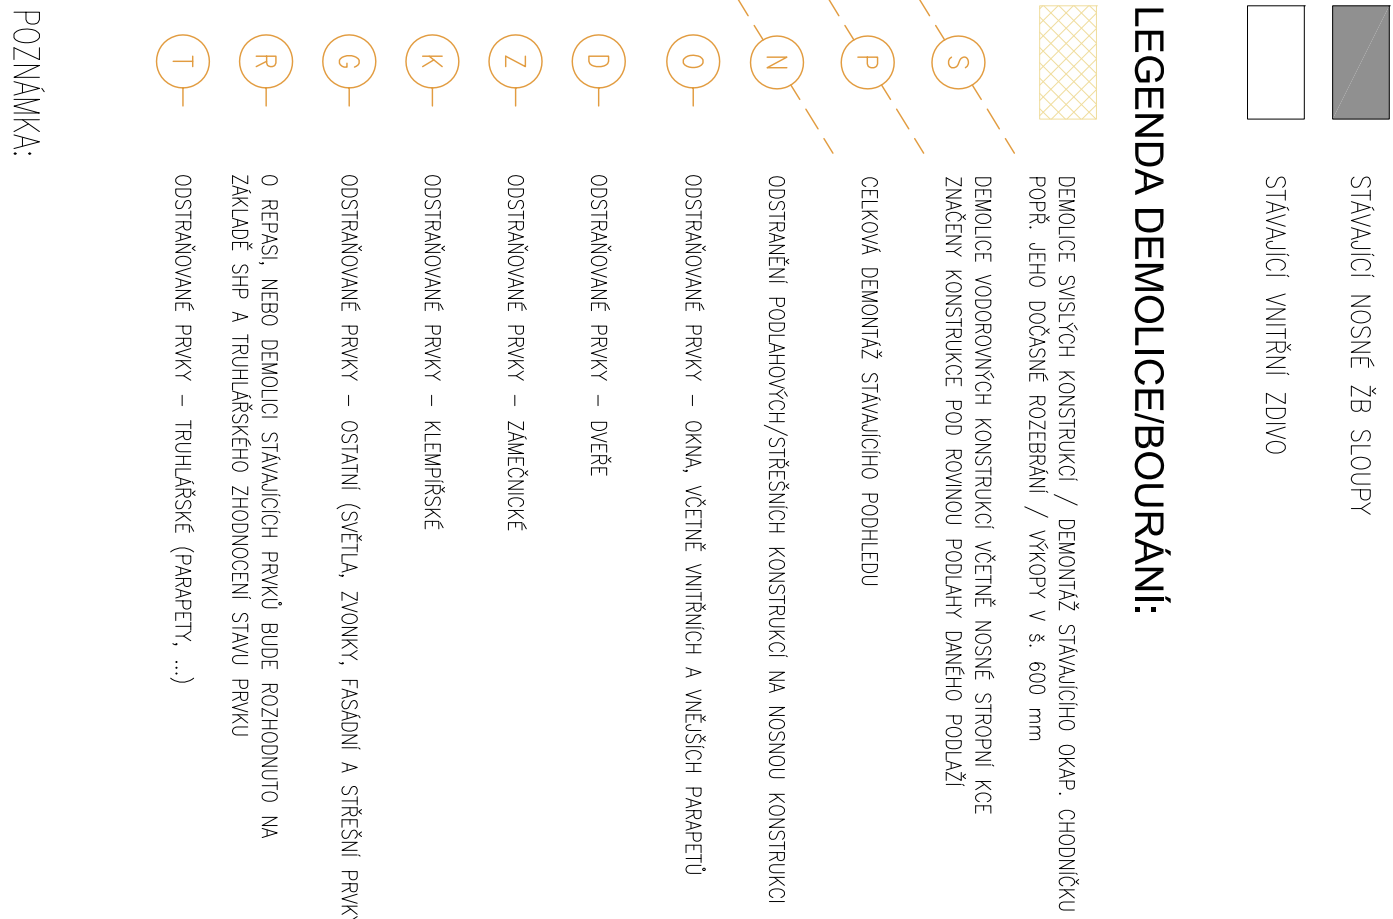 STÁVAJÍCÍ NOSNÉ ŽB SLOUPY
STÁVAJÍCÍ VNITŘNÍ ZDIVO
LEGENDA DEMOLICE/BOURÁNÍ:
DEMOLICE SVISLÝCH KONSTRUKCÍ / DEMONTÁŽ STÁVAJÍCÍHO OKAP. CHODNÍČKU
POPŘ. JEHO DOČASNÉ ROZEBRÁNÍ / VÝKOPY V š. 600 mm
S
DEMOLICE VODOROVNÝCH KONSTRUKCÍ VČETNĚ NOSNÉ STROPNÍ KCE
ZNAČENY KONSTRUKCE POD ROVINOU PODLAHY DANÉHO PODLAŽÍ
P
CELKOVÁ DEMONTÁŽ STÁVAJÍCÍHO PODHLEDU
N
ODSTRANĚNÍ PODLAHOVÝCH/STŘEŠNÍCH KONSTRUKCÍ NA NOSNOU KONSTRUKCI
O
ODSTRAŇOVANÉ PRVKY – OKNA, VČETNĚ VNITŘNÍCH A VNĚJŠÍCH PARAPETŮ
D
ODSTRAŇOVANÉ PRVKY – DVEŘE
Z
ODSTRAŇOVANÉ PRVKY – ZÁMEČNICKÉ
K
ODSTRAŇOVANÉ PRVKY – KLEMPÍŘSKÉ
G
ODSTRAŇOVANÉ PRVKY – OSTATNÍ (SVĚTLA, ZVONKY, FASÁDNÍ A STŘEŠNÍ PRVKY
R
O REPASI, NEBO DEMOLICI STÁVAJÍCÍCH PRVKŮ BUDE ROZHODNUTO NA
ZÁKLADĚ SHP A TRUHLÁŘSKÉHO ZHODNOCENÍ STAVU PRVKU
T
ODSTRAŇOVANÉ PRVKY – TRUHLÁŘSKÉ (PARAPETY, ...)
POZNÁMKA: